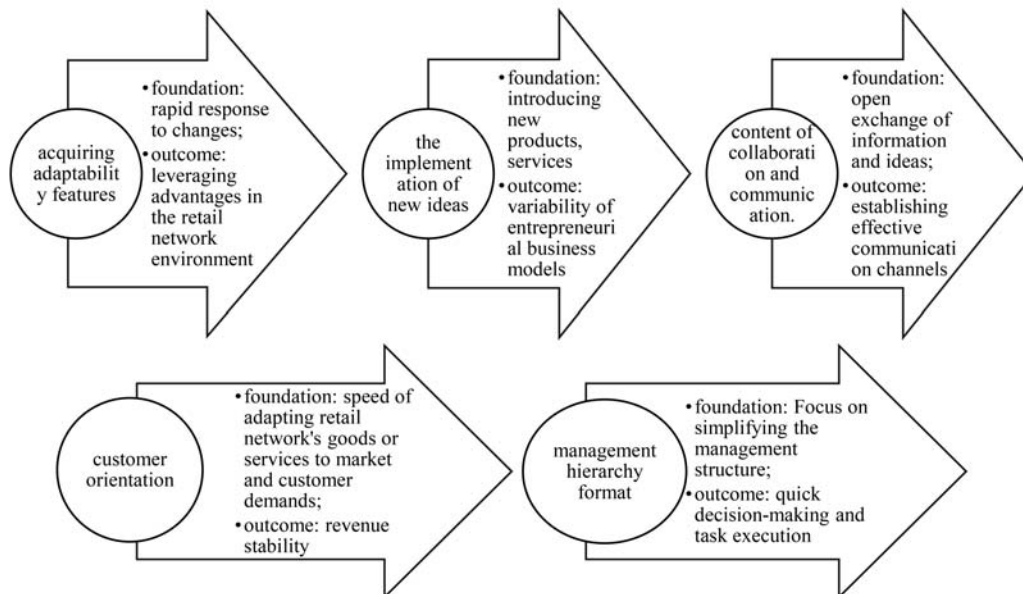 acquiring
adaptabilit
y features
•foundation:
rapid response
to changes;
•outcome:
leveraging
advantages in
the retail
network
environment
the
implement
ation of
new ideas
•foundation:
introducing
new
products,
services
•outcome:
variability of
entrepreneuri
al business
models
content of
collaborati
on and
communic
ation.
•foundation:
open
exchange of
information
and ideas;
•outcome:
establishing
effective
communicati
on channels
customer
orientation
•foundation: speed of
adapting retail
network's goods or
services to market
and customer
demands;
•outcome: revenue
stability
management
hierarchy
format
•foundation: Focus on
simplifying the
management
structure;
•outcome: quick
decision-making and
task execution